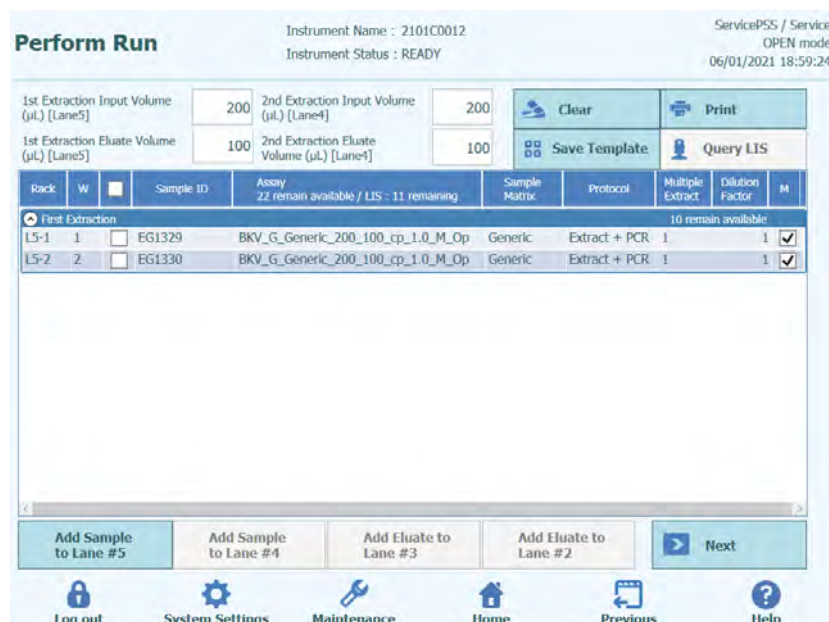 Perform Run
Instrument Name : 2101C0012
Instrument Status : READY
ServicePSS / Service
OPEN mode
06/01/2021 18:59:24
1st Extraction Input Volume
(µL) [Lane5]
200
2nd Extraction Input Volume
(µL) [Lane4]
200
Clear
Print
1st Extraction Eluate Volume
(µL) [Lane5]
100
2nd Extraction Eluate
Volume (µL) [Lane4]
100
Save Template
Query LIS
Rack W Sample ID Assay
22 remain available / LIS : 11 remaining
Sample
Matrix
Protocol
Multiple
Extract
Dilution
Factor
M
First Extraction 10 remain available
L5-1 1 EG1329 BKV_G_Generic_200_100_cp_1.0_M_Op Generic Extract + PCR 1 1
L5-2 2 EG1330 BKV_G_Generic_200_100_cp_1.0_M_Op Generic Extract + PCR 1 1
Add Sample
to Lane #5
Add Sample
to Lane #4
Add Eluate to
Lane #3
Add Eluate to
Lane #2
Next
Log out System Settings Maintenance Home Previous Help